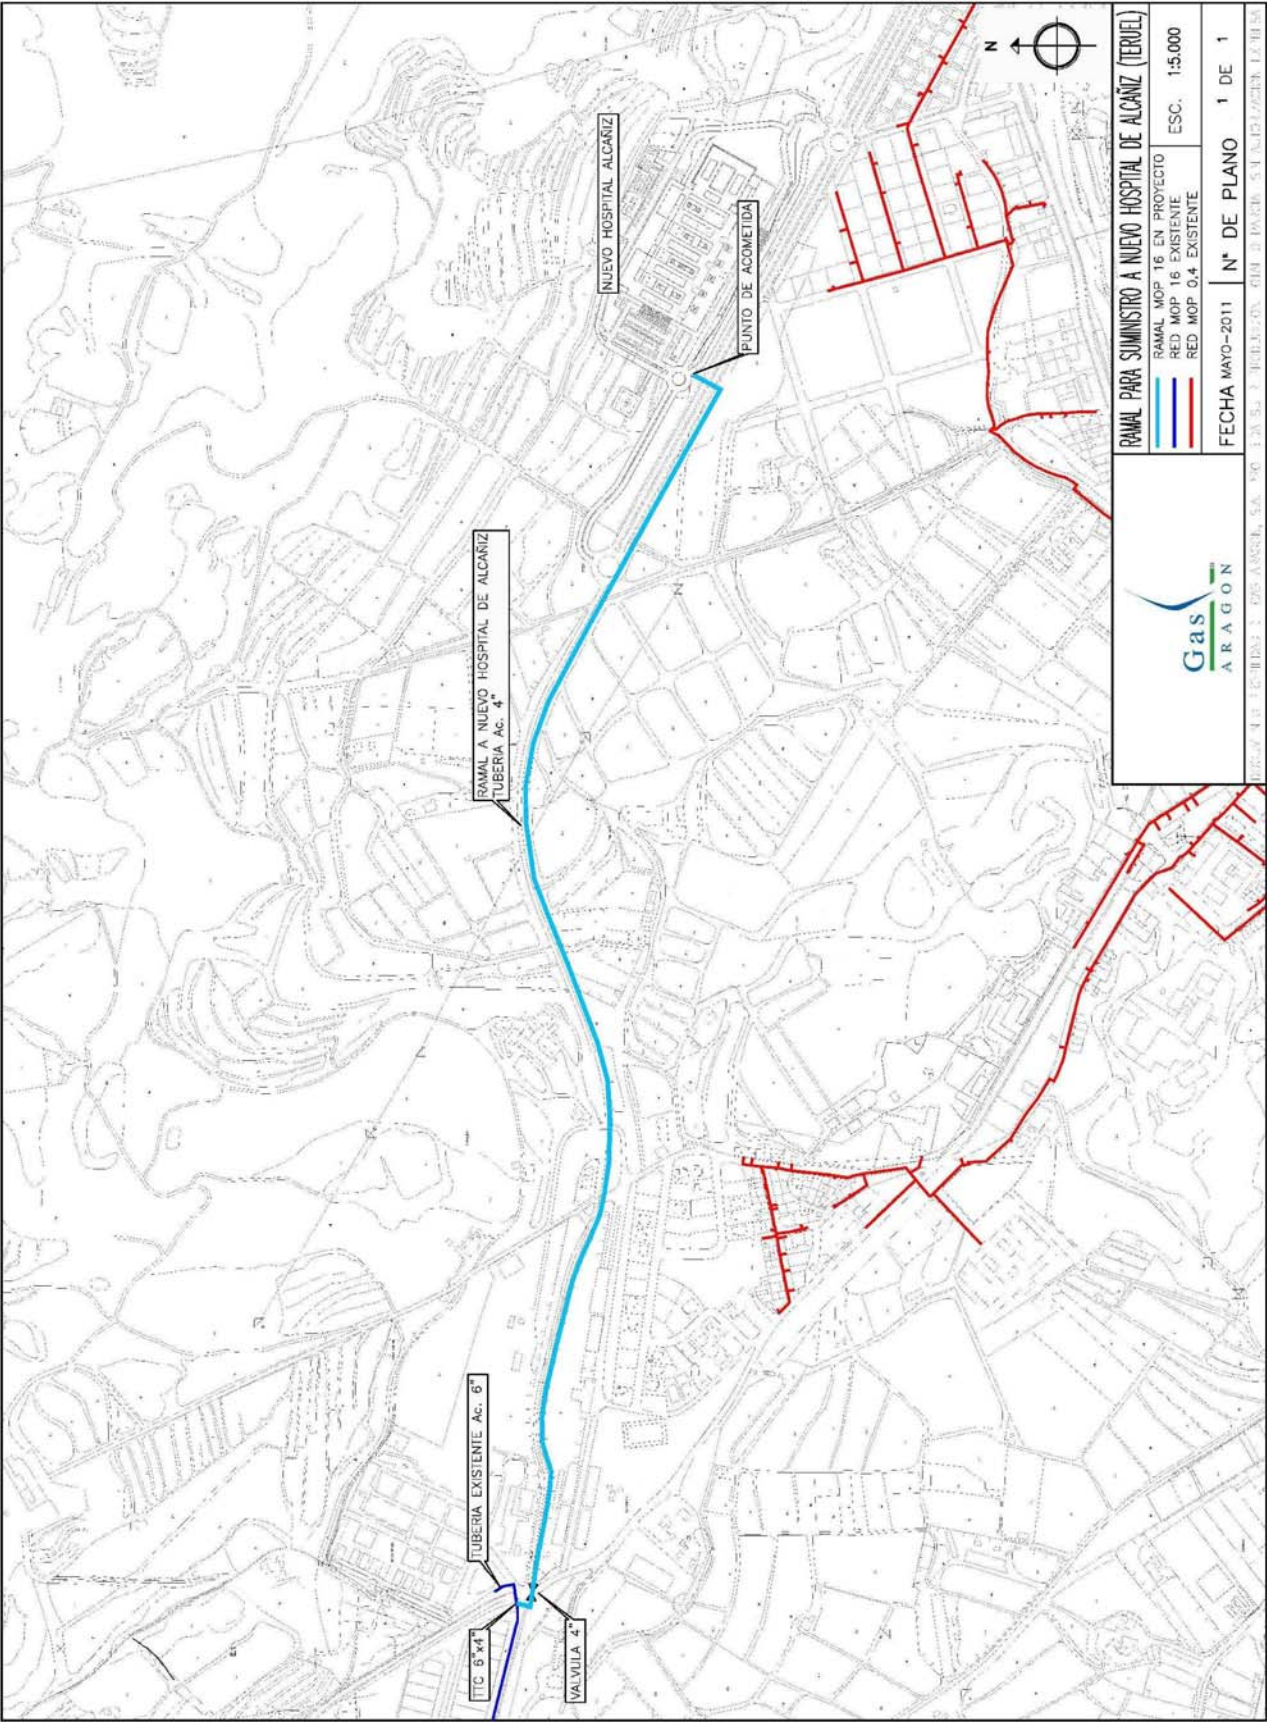 NUEVO HOSPITAL ALCAÑIZ
PUNTO DE ACOMETIDA
RAMAL A NUEVO HOSPITAL DE ALCAÑIZ
TUBERIA Ac. 4"
TUBERIA EXISTENTE Ac. 6"
TTC 6"x4"
VALVULA 4"
N
Gas
ARAGON
RAMAL PARA SUMINISTRO A NUEVO HOSPITAL DE ALCAÑIZ (TERUEL)
RAMAL MOP 16 EN PROYECTO
RED MOP 16 EXISTENTE
RED MOP 0,4 EXISTENTE
ESC. 1:5.000
FECHA MAYO-2011
Nº DE PLANO 1 DE 1